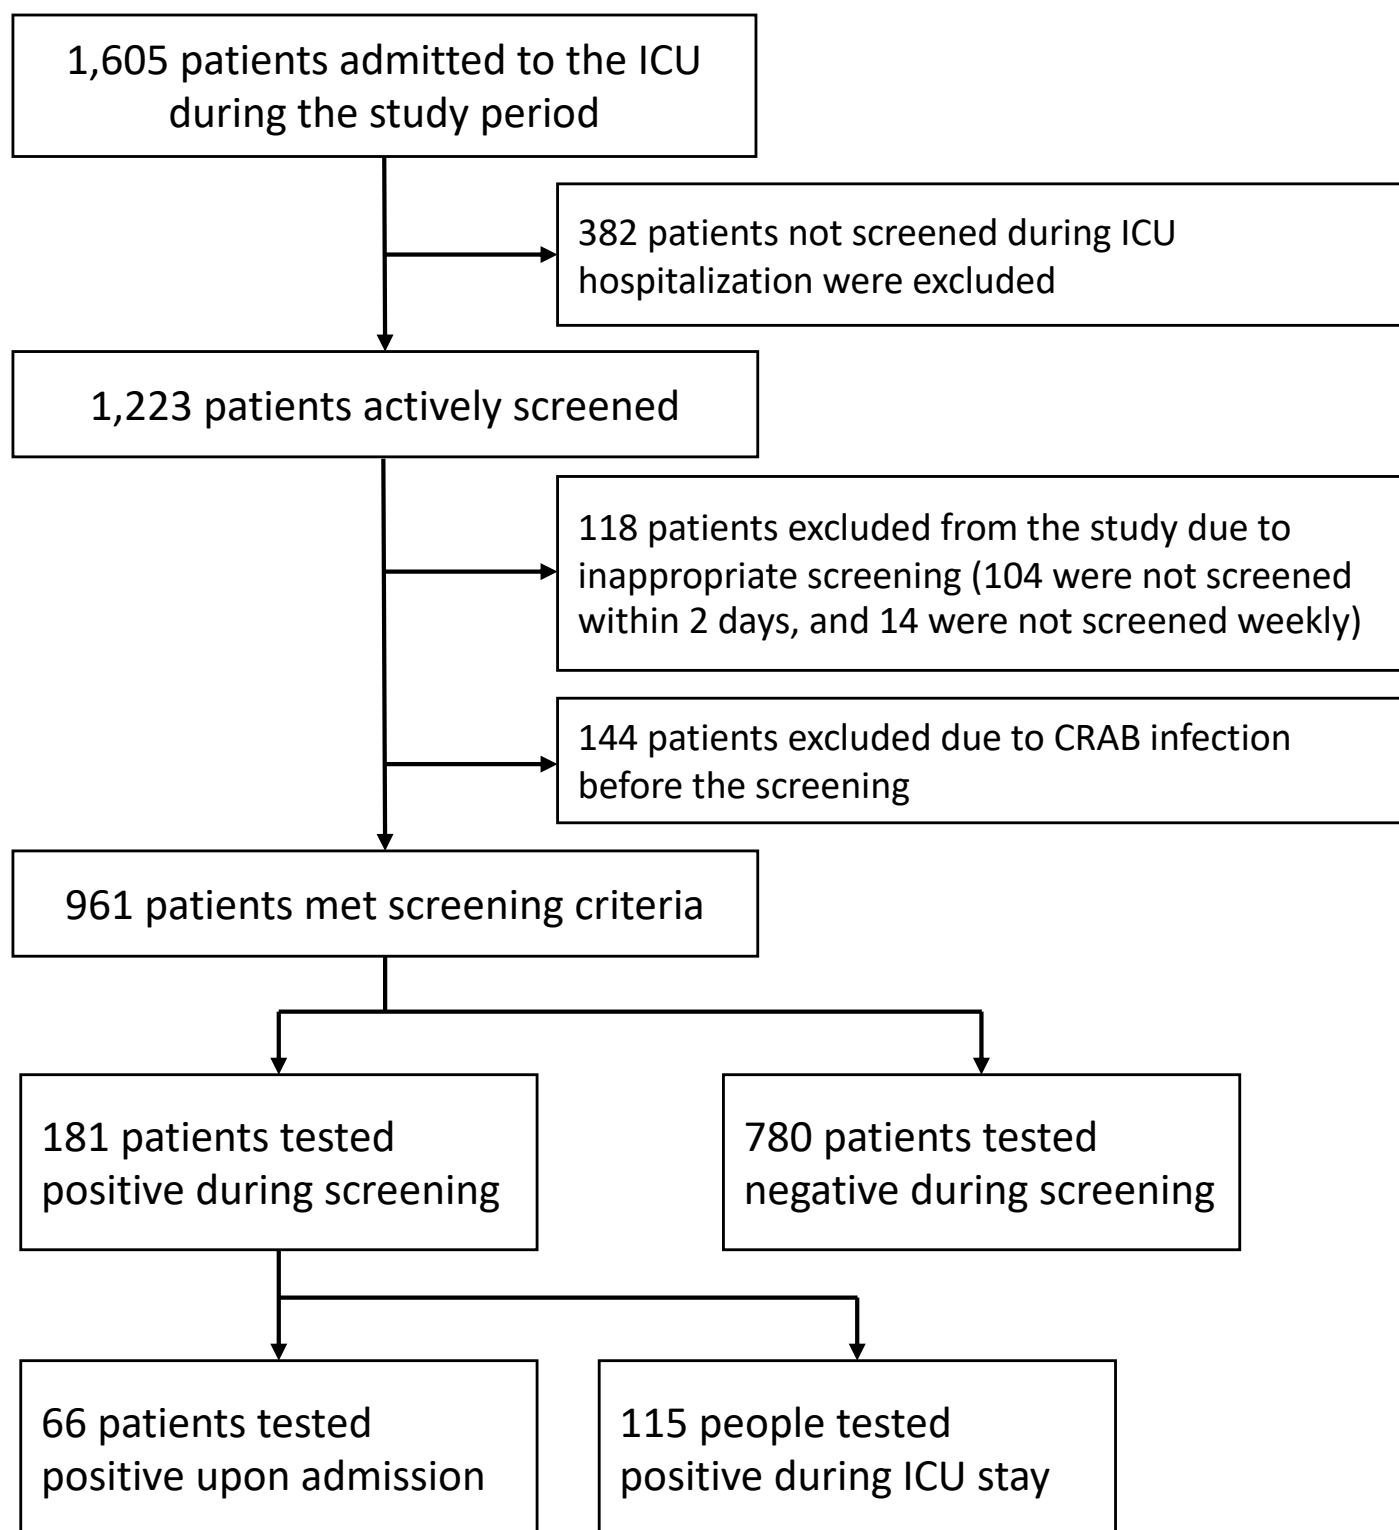 1,605 patients admitted to the ICU
during the study period
382 patients not screened during ICU
hospitalization were excluded
1,223 patients actively screened
118 patients excluded from the study due to
inappropriate screening (104 were not screened
within 2 days, and 14 were not screened weekly)
144 patients excluded due to CRAB infection
before the screening
961 patients met screening criteria
181 patients tested
positive during screening
780 patients tested
negative during screening
66 patients tested
positive upon admission
115 people tested
positive during ICU stay